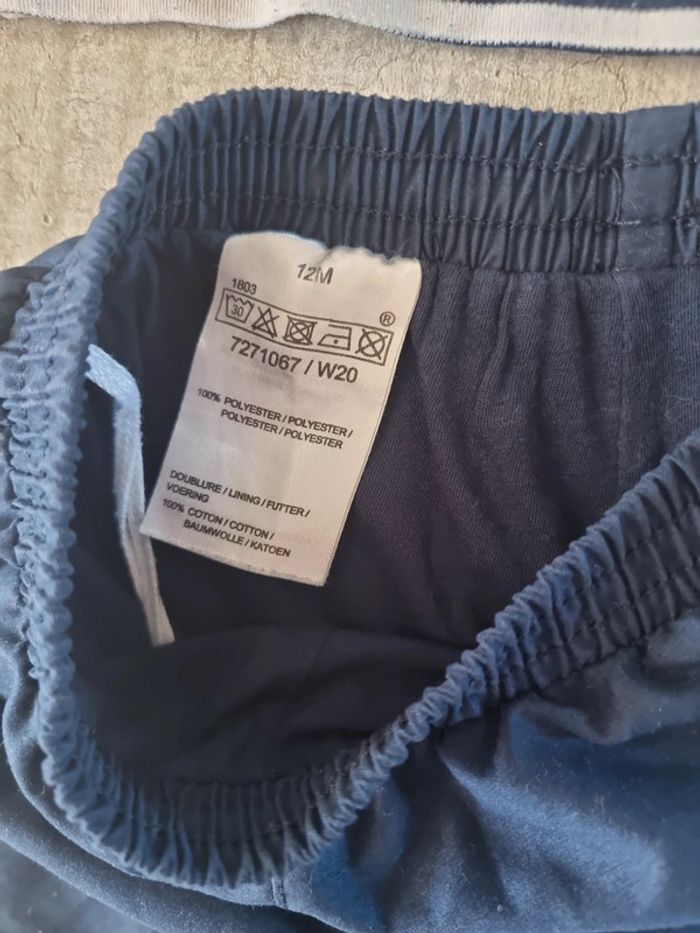 12M
1803
30
®
7271067 / W20
100% POLYESTER / POLYESTER /
POLYESTER / POLYESTER
DOUBLURE / LINING / FUTTER /
VOERING
100% COTON / COTTON /
BAUMWOLLE / KATOEN